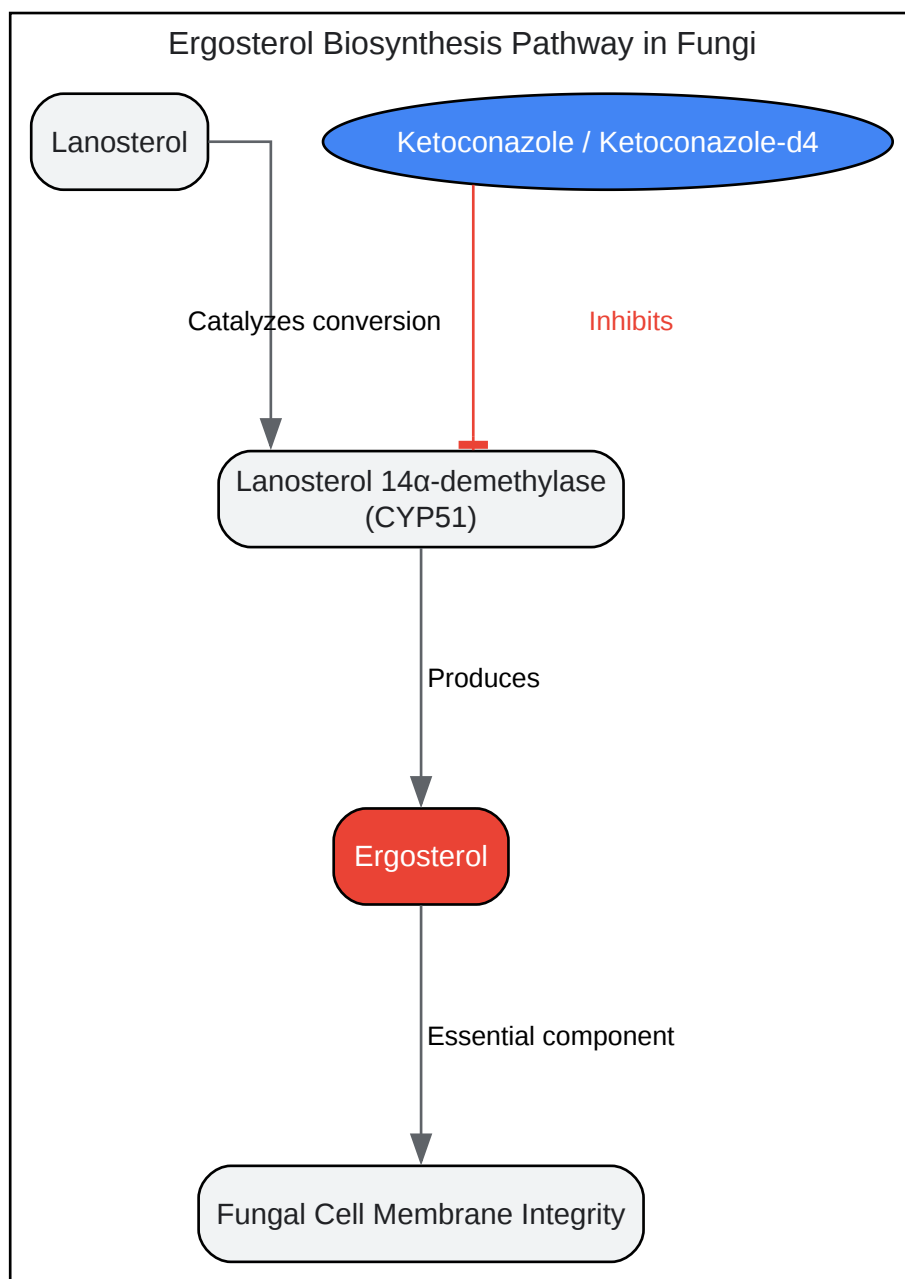 Ergosterol Biosynthesis Pathway in Fungi
Lanosterol
Ketoconazole / Ketoconazole-d4
Catalyzes conversion
Inhibits
Lanosterol 14α-demethylase
(CYP51)
Produces
Ergosterol
Essential component
Fungal Cell Membrane Integrity